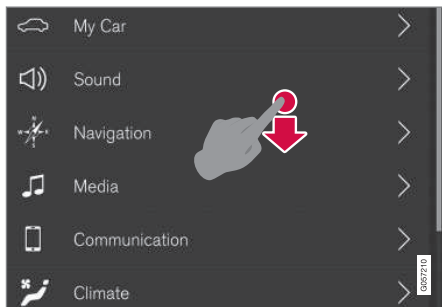 My Car
Sound
N
W
E
S
Navigation
Media
Communication
Climate
G057210